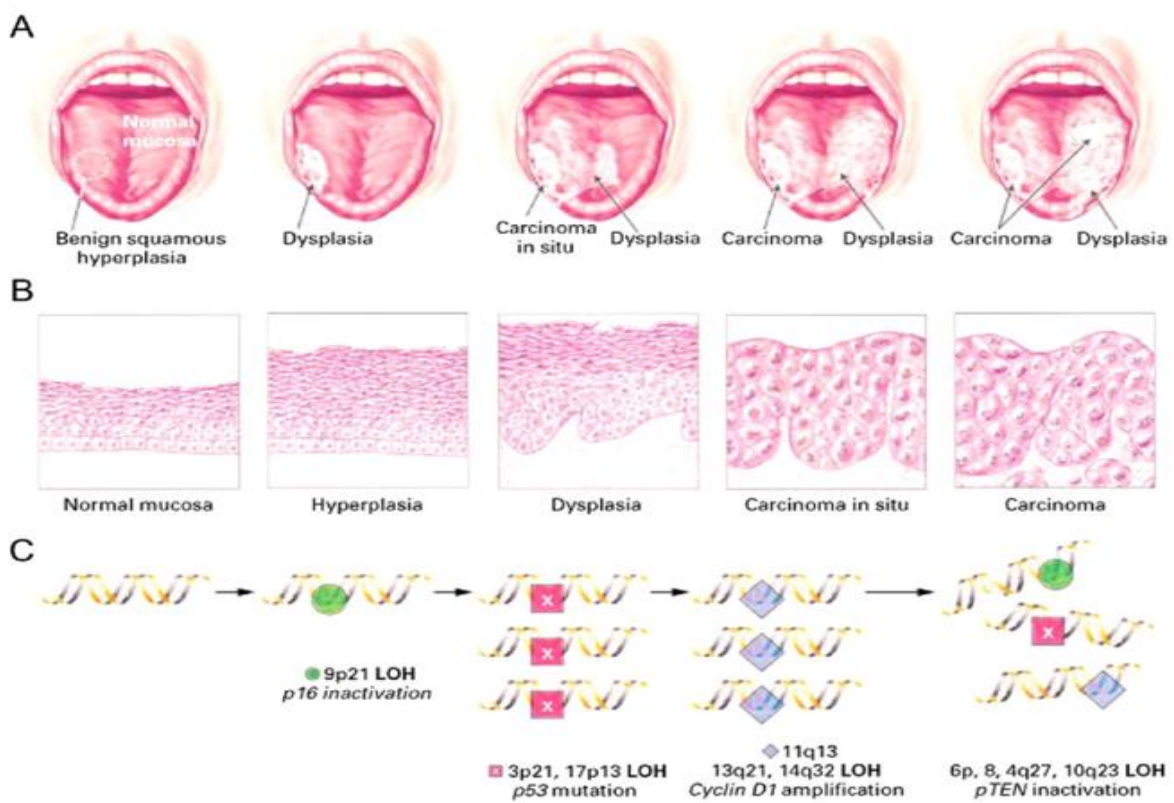 A
Normal
mucosa
Benign squamous
hyperplasia
Dysplasia
Carcinoma
in situ
Dysplasia
Carcinoma
Dysplasia
Carcinoma
Dysplasia
B
Normal mucosa
Hyperplasia
Dysplasia
Carcinoma in situ
Carcinoma
C
9p21 LOH
p16 inactivation
x
x
x
3p21, 17p13 LOH
p53 mutation
11q13
13q21, 14q32 LOH
Cyclin D1 amplification
x
6p, 8, 4q27, 10q23 LOH
pTEN inactivation
x